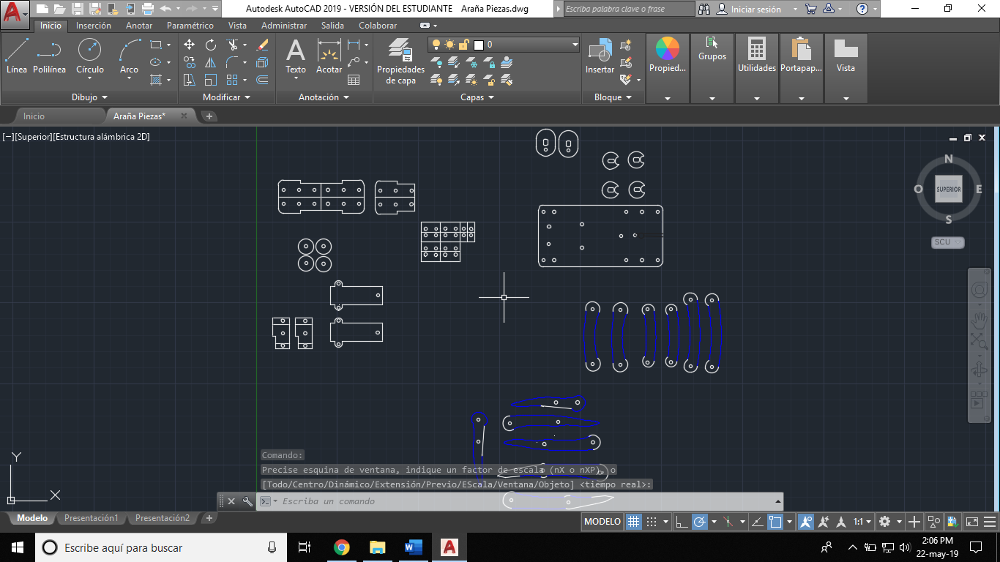 Autodesk AutoCAD 2019 - VERSIÓN DEL ESTUDIANTE Araña Piezas.dwg
Escriba palabra clave o frase
Iniciar sesión
Inicio Inserción Anotar Paramétrico Vista Administrar Salida Colaborar
Línea Polilínea Círculo Arco
Texto Acotar
Propiedades de capa
0
Insertar
Propied...
Grupos
Utilidades
Portapap...
Vista
Dibujo Modificar Anotación Capas Bloque
Inicio Araña Piezas*
[−][Superior][Estructura alámbrica 2D]
N
O SUPERIOR E
S
SCU
Y
X
Comando:
Precise esquina de ventana, indique un factor de escala (nX o nXP), o
[Todo/Centro/Dinámico/Extensión/Previo/EScala/Ventana/Objeto] <tiempo real>:
Escriba un comando
Modelo Presentación1 Presentación2
MODELO 1:1
Escribe aquí para buscar
2:06 PM
22-may.-19